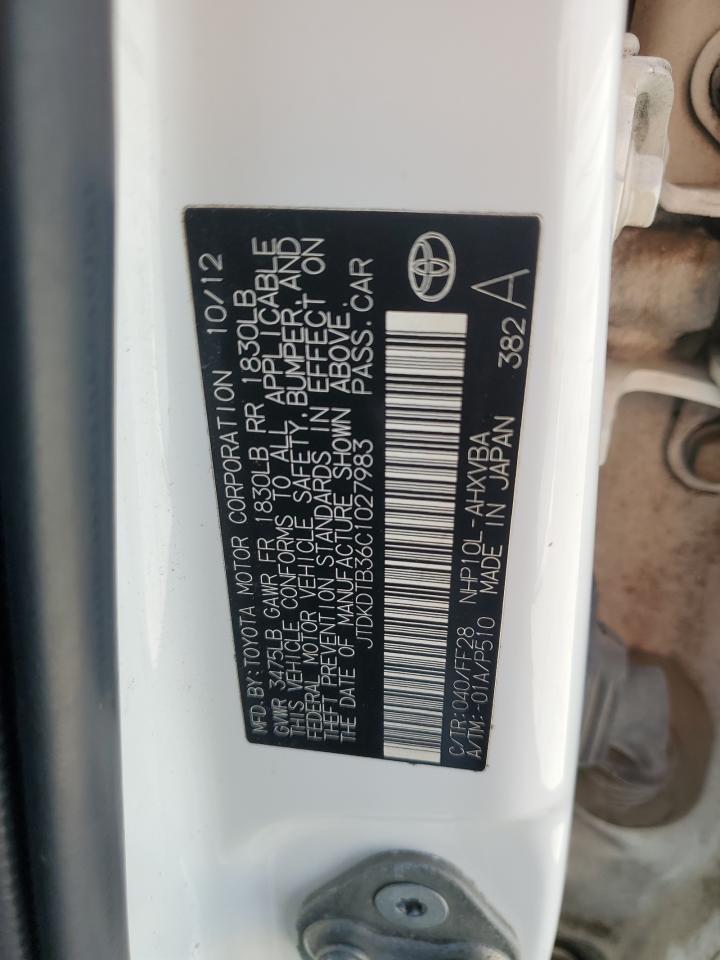 MFD. BY: TOYOTA MOTOR CORPORATION 10/12
GVWR 3475LB GAWR FR 1830LB RR 1830LB
THIS VEHICLE CONFORMS TO ALL APPLICABLE
FEDERAL MOTOR VEHICLE SAFETY, BUMPER, AND
THEFT PREVENTION STANDARDS IN EFFECT ON
THE DATE OF MANUFACTURE SHOWN ABOVE.
JTDKDTB36C1027983 PASS. CAR
C/TR:040/FF28 NHP10L-AHXVBA
A/TM:-01A/P510 MADE IN JAPAN 382 A